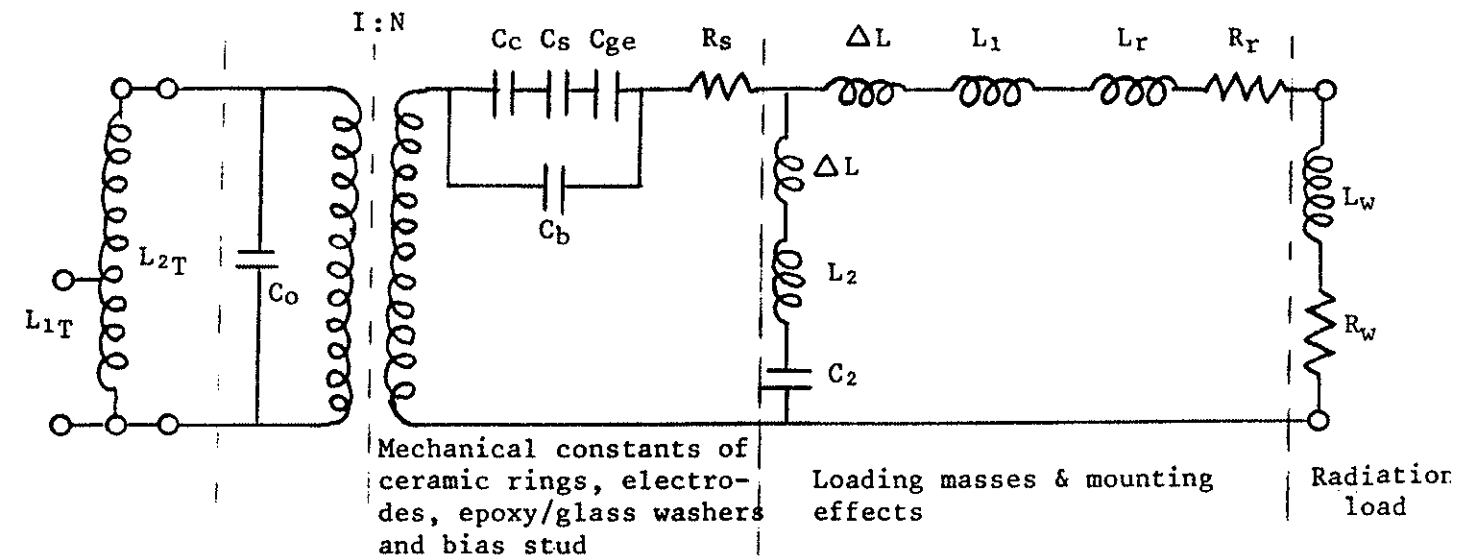 I:N
Cc Cs Cge Rs ΔL L1 Lr Rr
Cb
ΔL
L2T
L2
Lw
Co
L1T
C2
Rw
Mechanical constants of
ceramic rings, electro-
des, epoxy/glass washers
and bias stud
Loading masses & mounting
effects
Radiation
load